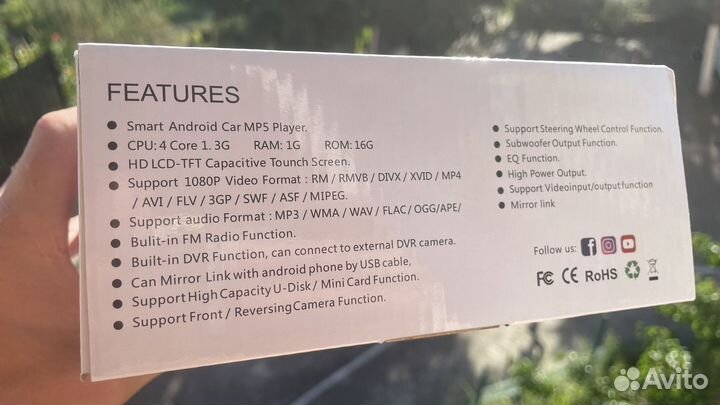 FEATURES
Smart Android Car MP5 Player.
CPU: 4 Core 1. 3G RAM: 1G ROM: 16G
HD LCD-TFT Capacitive Tounch Screen.
Support 1080P Video Format : RM / RMVB / DIVX / XVID / MP4
/ AVI / FLV / 3GP / SWF / ASF / MIPEG.
Support audio Format : MP3 / WMA / WAV / FLAC / OGG/APE/
Bulit-in FM Radio Function.
Built-in DVR Function, can connect to external DVR camera.
Can Mirror Link with android phone by USB cable,
Support High Capacity U-Disk / Mini Card Function.
Support Front / Reversing Camera Function.
Support Steering Wheel Control Function.
Subwoofer Output Function.
EQ Function.
High Power Output.
Support Videoinput/output function
Mirror link
Follow us:
FC CE RoHS
Avito